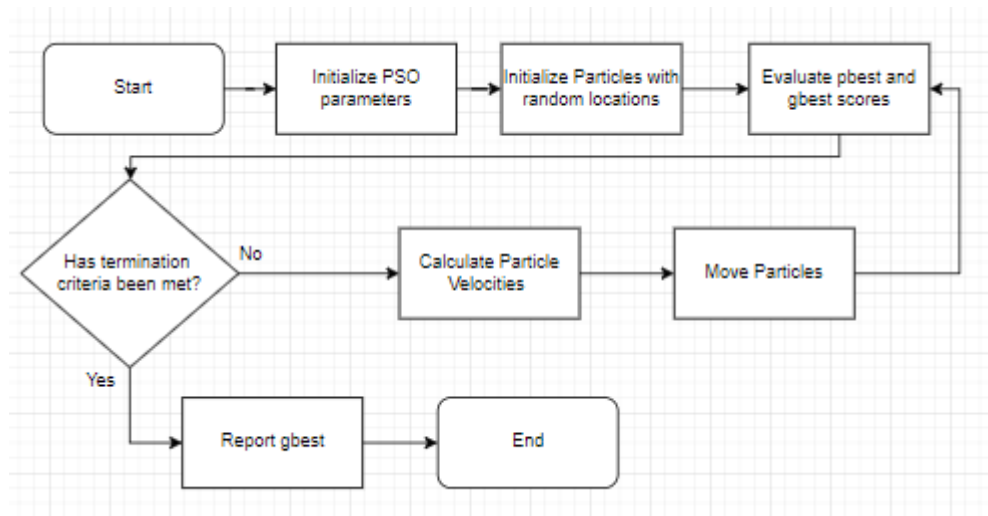 Start
Initialize PSO
parameters
Initialize Particles with
random locations
Evaluate pbest and
gbest scores
Has termination
criteria been met?
No
Calculate Particle
Velocities
Move Particles
Yes
Report gbest
End